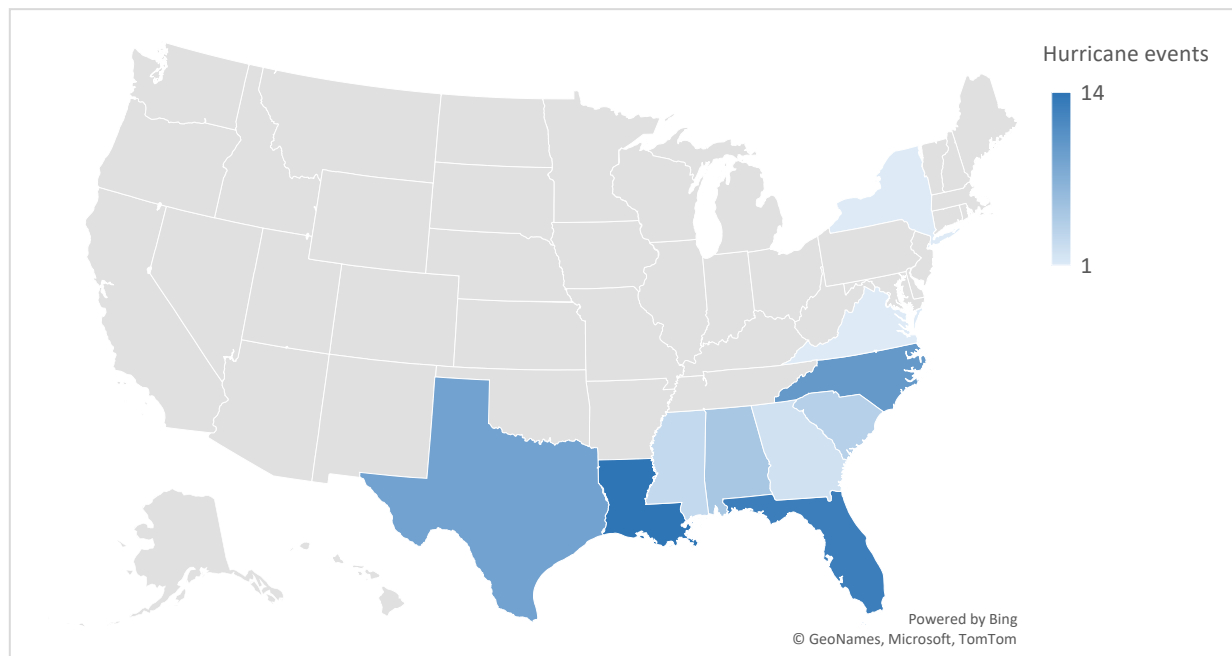 Hurricane events
14
1
Powered by Bing
© GeoNames, Microsoft, TomTom